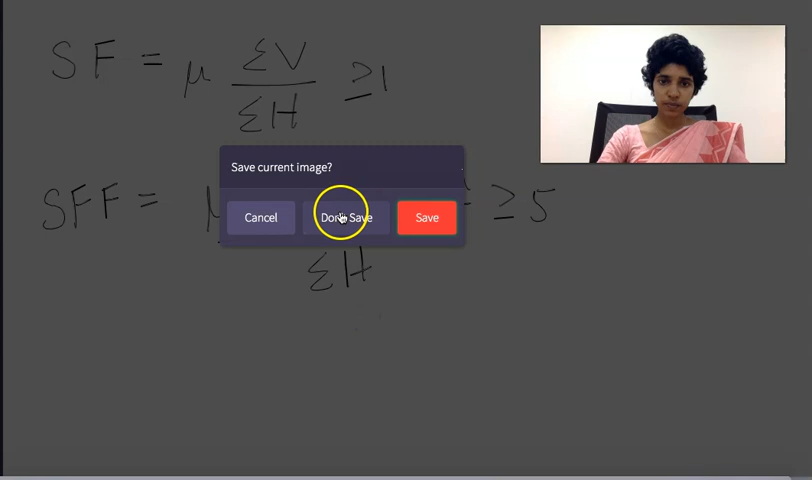 SF = μ ΣV / ΣH ≥ 1
Save current image?
Cancel
Don't Save
Save
SFF = μ
≥ 5
ΣH